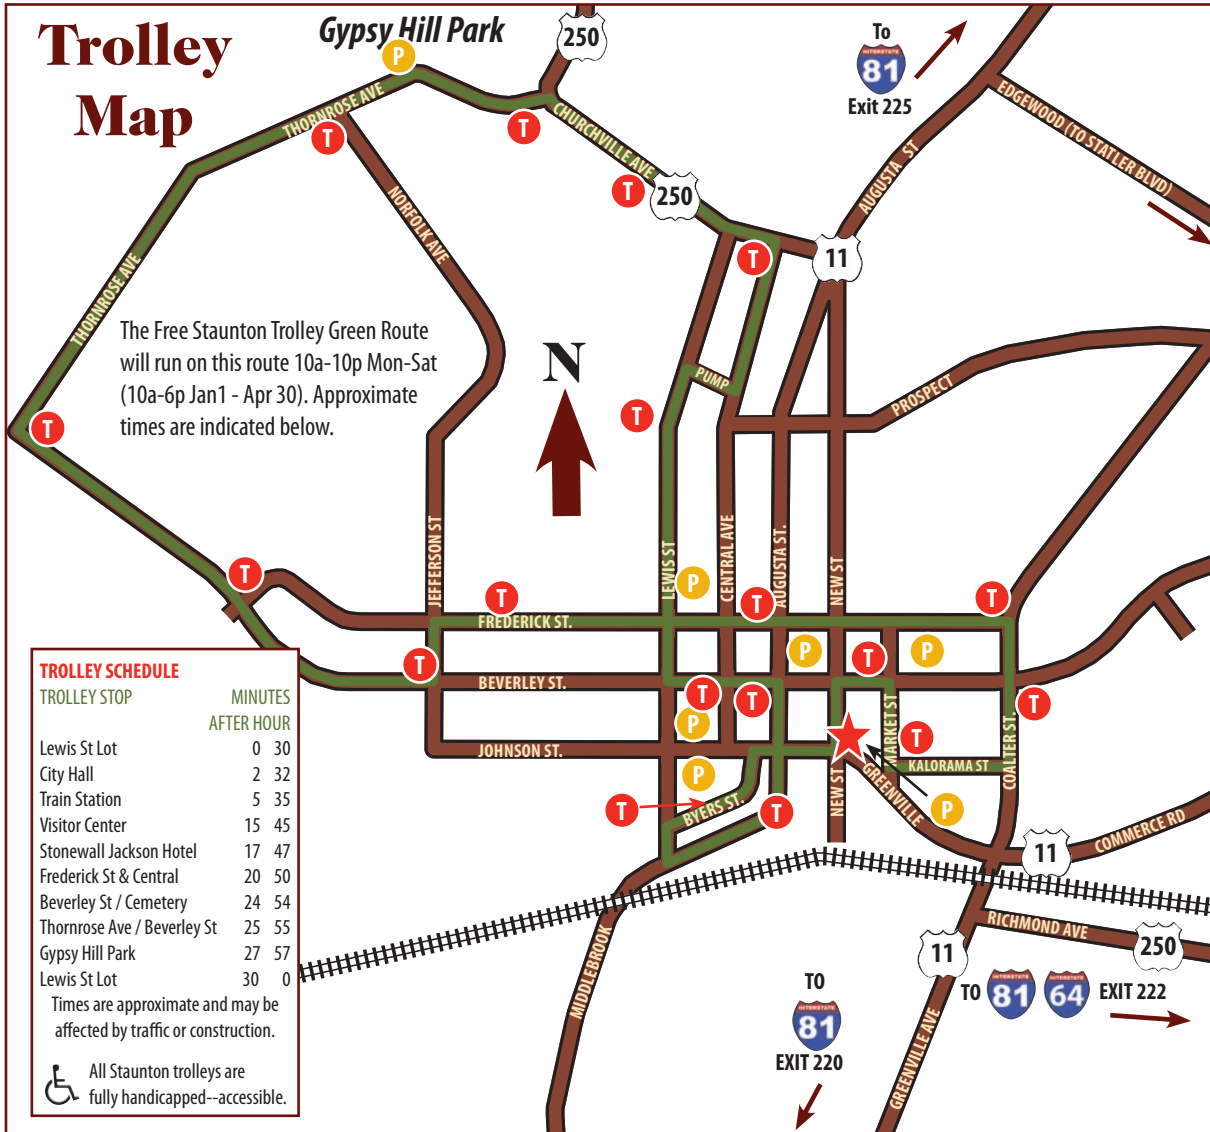 Trolley
Map
Gypsy Hill Park
P
250
To
INTERSTATE
81
Exit 225
EDGEWOOD (TO STATLER BLVD)
THORNROSE AVE
T
T
CHURCHVILLE AVE
T
250
AUGUSTA ST
NORFOLK AVE
11
T
THORNROSE AVE
The Free Staunton Trolley Green Route
will run on this route 10a-10p Mon-Sat
(10a-6p Jan1 - Apr 30). Approximate
times are indicated below.
N
PUMP
PROSPECT
T
T
JEFFERSON ST
LEWIS ST
CENTRAL AVE
AUGUSTA ST.
NEW ST
T
P
T
T
T
FREDERICK ST.
T
P
T
P
BEVERLEY ST.
T
T
T
P
MARKET ST
T
COALTER ST.
JOHNSON ST.
KALORAMA ST
P
NEW ST
GREENVILLE
T
BYERS ST.
T
P
COMMERCE RD
11
TROLLEY SCHEDULE
TROLLEY STOP MINUTES
AFTER HOUR
Lewis St Lot 0 30
City Hall 2 32
Train Station 5 35
Visitor Center 15 45
Stonewall Jackson Hotel 17 47
Frederick St & Central 20 50
Beverley St / Cemetery 24 54
Thornrose Ave / Beverley St 25 55
Gypsy Hill Park 27 57
Lewis St Lot 30 0
Times are approximate and may be
affected by traffic or construction.
All Staunton trolleys are
fully handicapped--accessible.
MIDDLEBROOK
RICHMOND AVE
11
250
TO
INTERSTATE
81
INTERSTATE
64
EXIT 222
TO
INTERSTATE
81
EXIT 220
GREENVILLE AVE